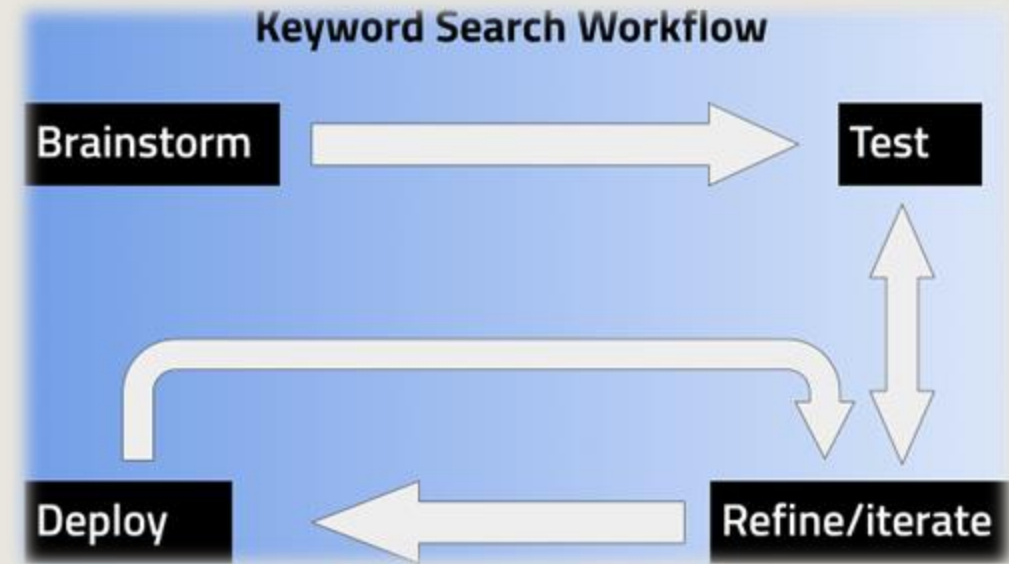 Keyword Search Workflow
Brainstorm
Test
Deploy
Refine/iterate